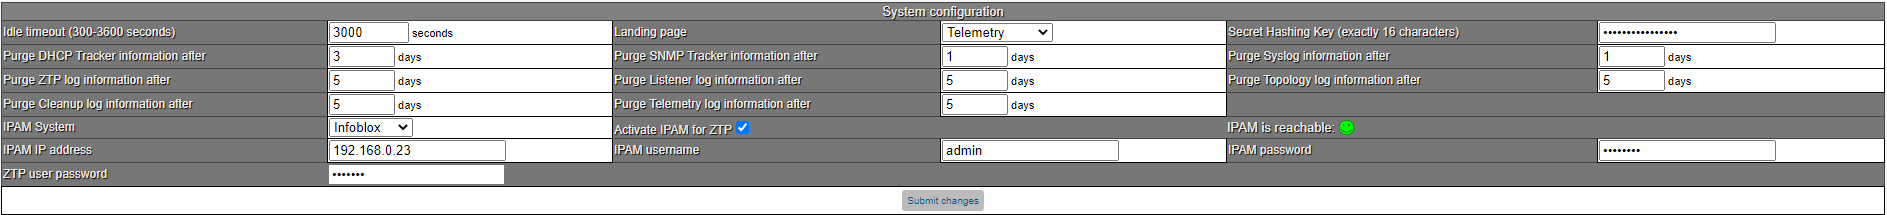 System configuration
Idle timeout (300-3600 seconds) 3000 seconds Landing page Telemetry Secret Hashing Key (exactly 16 characters) ••••••••••••••••
Purge DHCP Tracker information after 3 days Purge SNMP Tracker information after 1 days Purge Syslog information after 1 days
Purge ZTP log information after 5 days Purge Listener log information after 5 days Purge Topology log information after 5 days
Purge Cleanup log information after 5 days Purge Telemetry log information after 5 days
IPAM System Infoblox Activate IPAM for ZTP IPAM is reachable:
IPAM IP address 192.168.0.23 IPAM username admin IPAM password ••••••••
ZTP user password •••••••
Submit changes